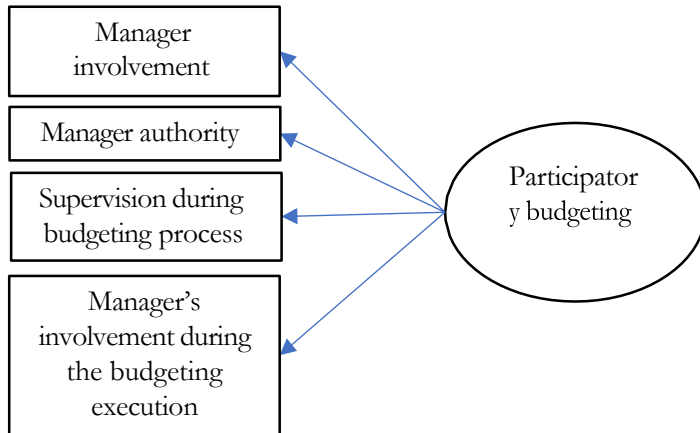 Manager
involvement
Manager authority
Supervision during
budgeting process
Manager’s
involvement during
the budgeting
execution
Participator
y budgeting